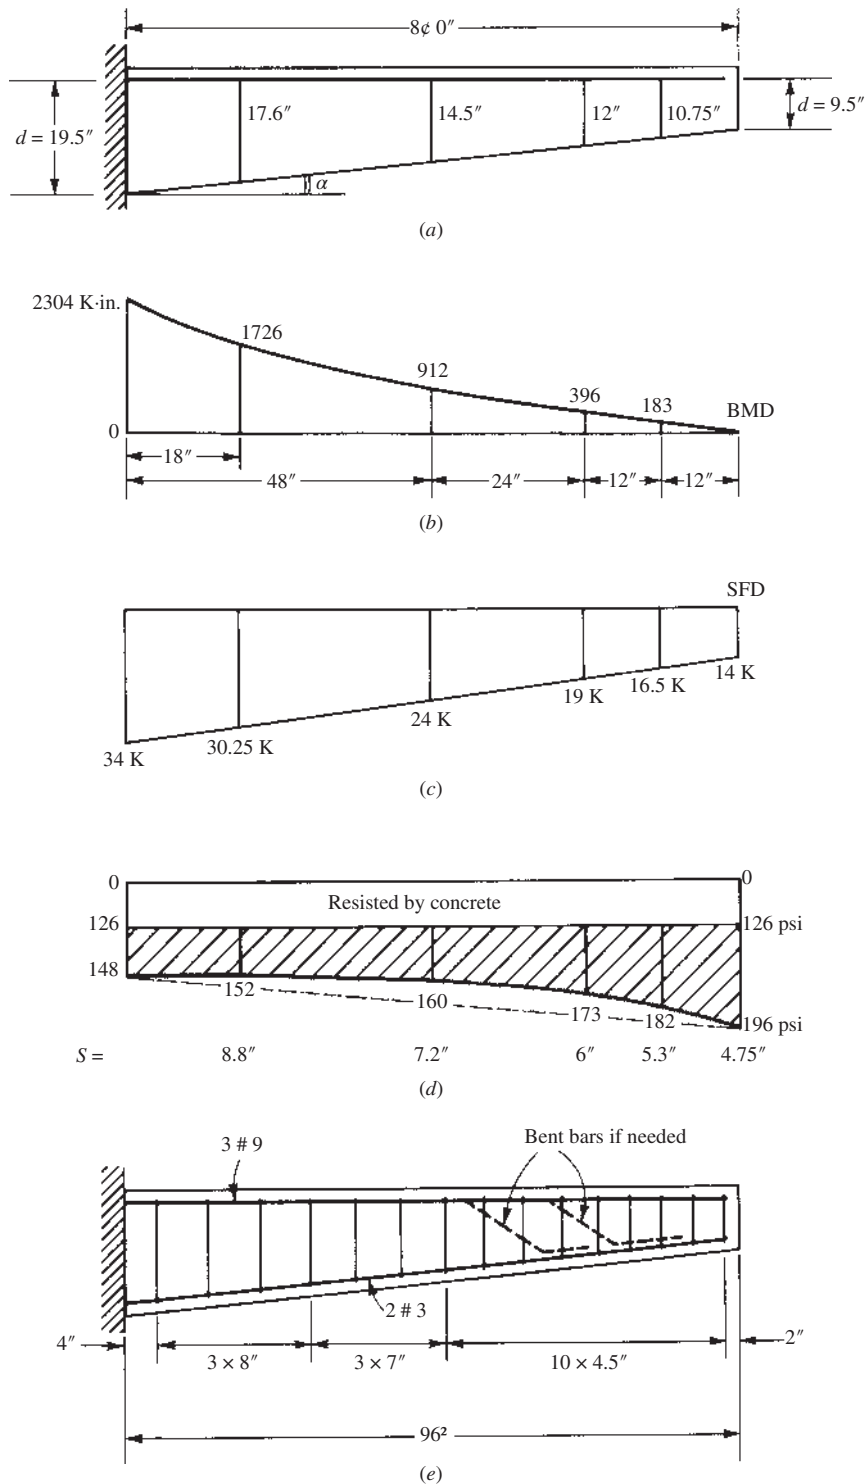 8¢ 0″
d = 19.5″
17.6″
14.5″
12″
10.75″
d = 9.5″
α
(a)
2304 K·in.
1726
912
396
183
BMD
0
18″
48″
24″
12″
12″
(b)
SFD
14 K
16.5 K
19 K
24 K
30.25 K
34 K
(c)
0
0
Resisted by concrete
126
126 psi
148
152
160
173
182
196 psi
S =
8.8″
7.2″
6″
5.3″
4.75″
(d)
3 # 9
Bent bars if needed
2 # 3
4″
3 × 8″
3 × 7″
10 × 4.5″
2″
96²
(e)